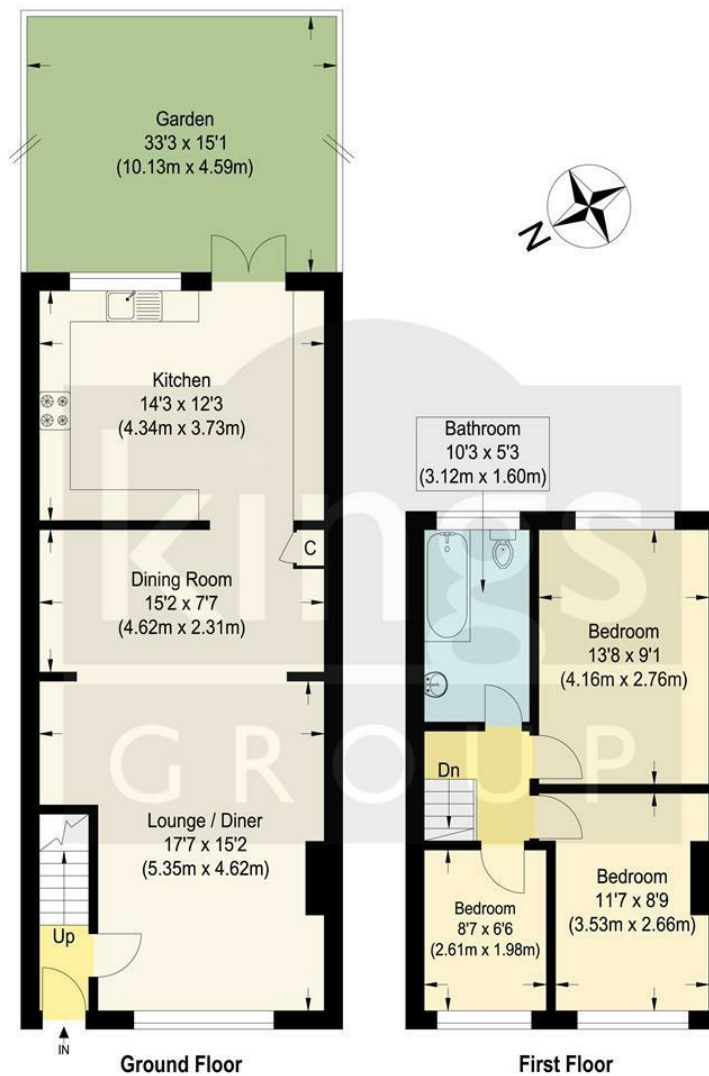 Garden
33'3 x 15'1
(10.13m x 4.59m)
N
Kitchen
14'3 x 12'3
(4.34m x 3.73m)
C
Dining Room
15'2 x 7'7
(4.62m x 2.31m)
Lounge / Diner
17'7 x 15'2
(5.35m x 4.62m)
Up
IN
Ground Floor
Bathroom
10'3 x 5'3
(3.12m x 1.60m)
Bedroom
13'8 x 9'1
(4.16m x 2.76m)
Dn
Bedroom
8'7 x 6'6
(2.61m x 1.98m)
Bedroom
11'7 x 8'9
(3.53m x 2.66m)
First Floor
kings
GROUP